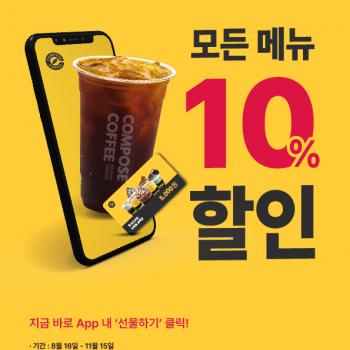 모든 메뉴
10%
할인
COMPOSE
COFFEE
5,000원
지금 바로 App 내 '선물하기' 클릭!
· 기간 : 8월 16일 - 11월 15일